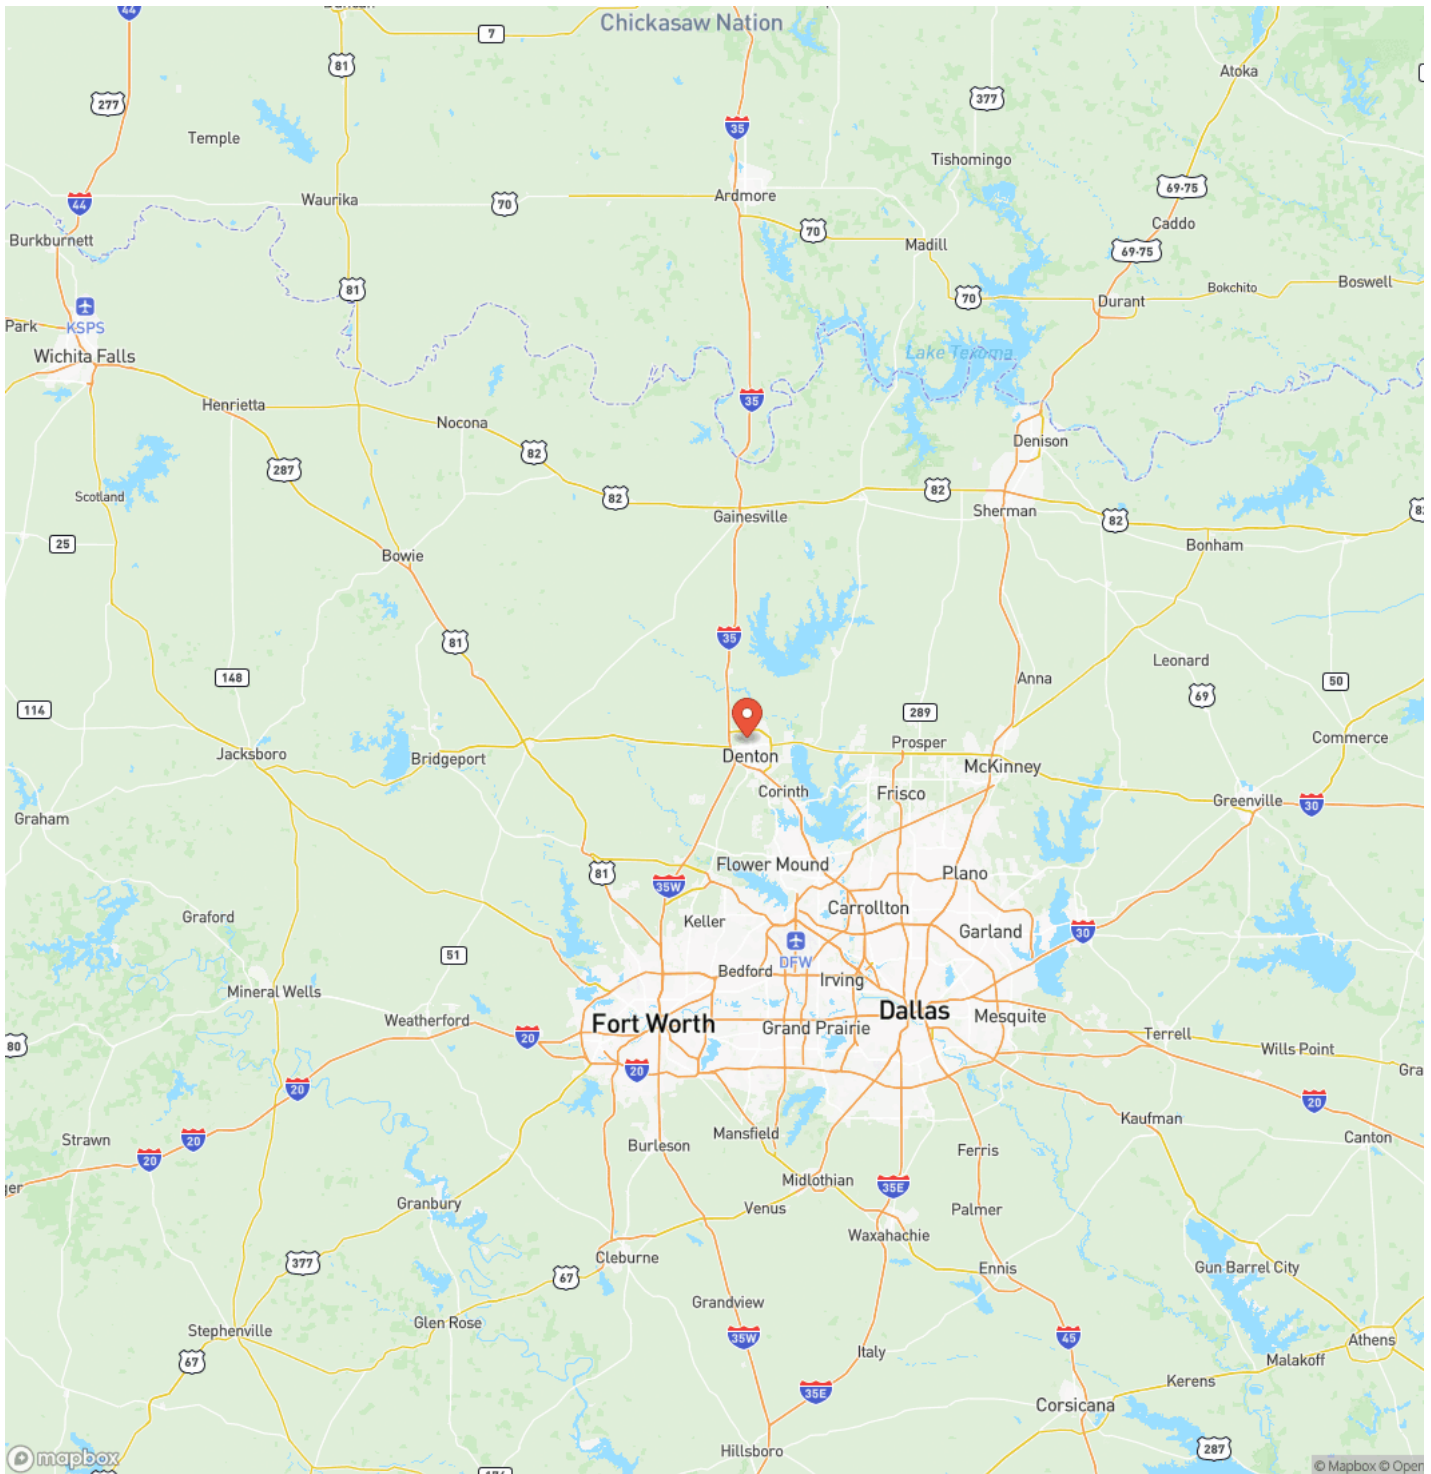 44
Chickasaw Nation
7
81
Atoka
277
377
35
Temple
Tishomingo
69-75
Ardmore
44
Waurika
70
Caddo
70
Burkburnett
Madill
69-75
81
70
Durant
Bokchito
Boswell
KSPS
Park
Wichita Falls
Lake Texoma
Henrietta
35
Nocona
Denison
82
287
Scotland
82
82
Sherman
Gainesville
82
25
Bowie
Bonham
35
81
148
Leonard
Anna
69
50
114
289
Jacksboro
Bridgeport
Denton
Prosper
Commerce
McKinney
Corinth
Frisco
Greenville
30
Graham
Flower Mound
81
Plano
35W
Carrollton
Graford
Keller
Garland
30
51
DFW
Bedford
Irving
Mineral Wells
Dallas
Weatherford
Fort Worth
Grand Prairie
Mesquite
20
Terrell
80
Wills Point
20
Gra
20
20
Kaufman
Strawn
20
Burleson
Mansfield
Canton
20
Ferris
ger
Midlothian
35E
Granbury
Venus
Palmer
Waxahachie
377
Cleburne
67
Ennis
Gun Barrel City
Grandview
Glen Rose
Stephenville
35W
45
Athens
67
Italy
Malakoff
35E
Kerens
Corsicana
Hillsboro
287
mapbox
© Mapbox © Open